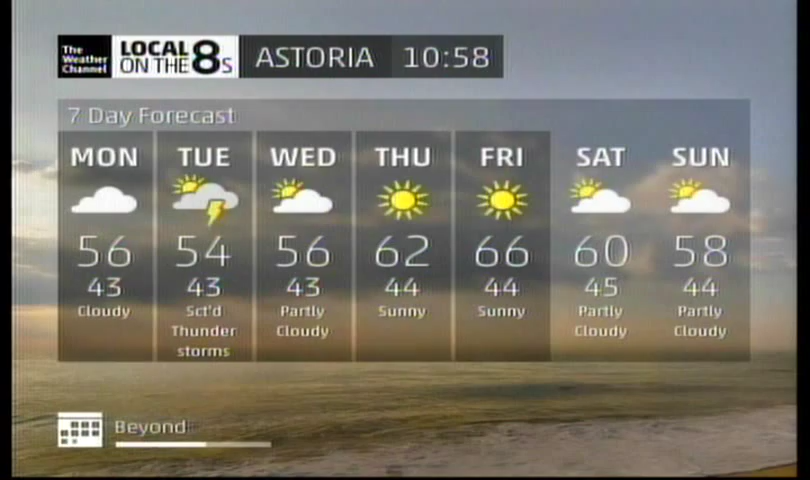 The Weather Channel
LOCAL ON THE 8s
ASTORIA 10:58
7 Day Forecast
MON TUE WED THU FRI SAT SUN
56 54 56 62 66 60 58
43 43 43 44 44 45 44
Cloudy Sct'd Thunder storms Partly Cloudy Sunny Sunny Partly Cloudy Partly Cloudy
Beyond